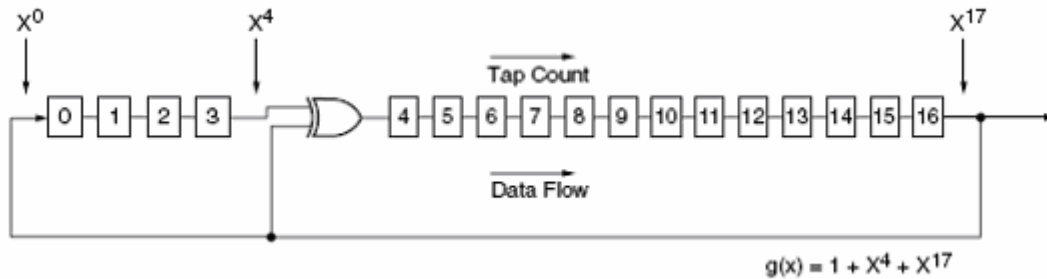 X⁰ X⁴ X¹⁷
Tap Count
0 1 2 3 4 5 6 7 8 9 10 11 12 13 14 15 16
Data Flow
g(x) = 1 + X⁴ + X¹⁷